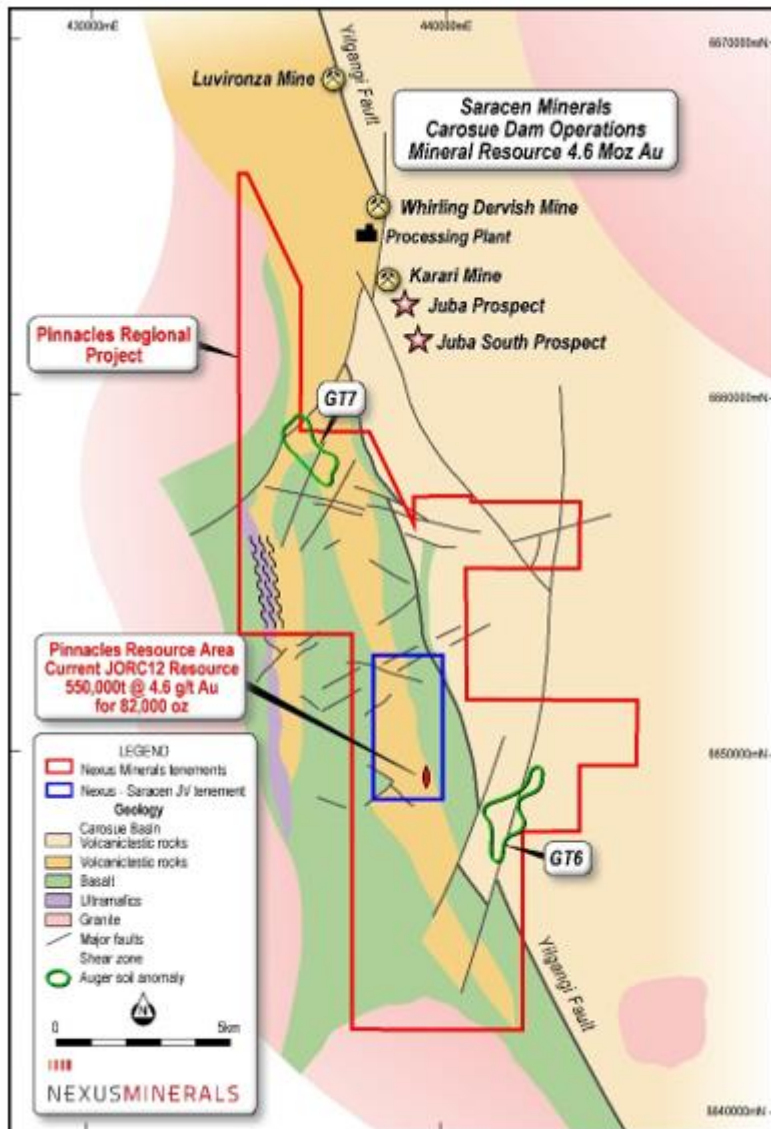 430000mE
440000mE
6670000mN
Luvironza Mine
Yilgangi Fault
Saracen Minerals
Carosue Dam Operations
Mineral Resource 4.6 Moz Au
Whirling Dervish Mine
Processing Plant
Karari Mine
Juba Prospect
Juba South Prospect
Pinnacles Regional
Project
GT7
6660000mN
Pinnacles Resource Area
Current JORC12 Resource
550,000t @ 4.6 g/t Au
for 82,000 oz
6650000mN
GT6
LEGEND
Nexus Minerals tenements
Nexus - Saracen JV tenement
Geology
Carosue Basin
Volcaniclastic rocks
Volcaniclastic rocks
Basalt
Ultramafics
Granite
Major faults
Shear zone
Auger soil anomaly
N
0 5km
NEXUSMINERALS
Yilgangi Fault
6640000mN